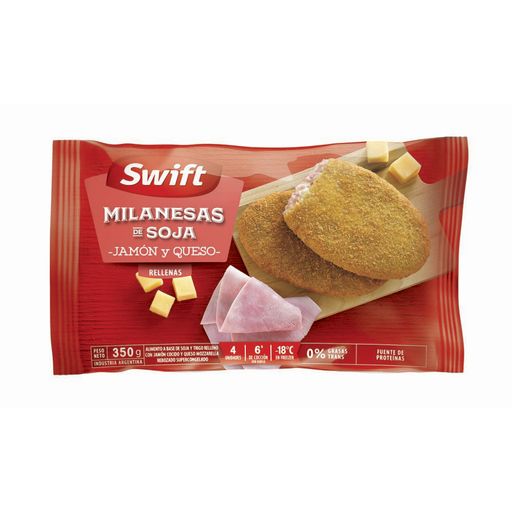 Swift
MILANESAS
DE SOJA
-JAMÓN y QUESO-
RELLENAS
PESO
NETO
350g
INDUSTRIA ARGENTINA
ALIMENTO A BASE DE SOJA Y TRIGO RELLENO
CON JAMÓN COCIDO Y QUESO MOZZARELLA
REBOZADO SUPERCONGELADO
4
UNIDADES
6'
DE COCCIÓN
-18°C
EN FREEZER
0% GRASAS
TRANS
FUENTE DE
PROTEÍNAS